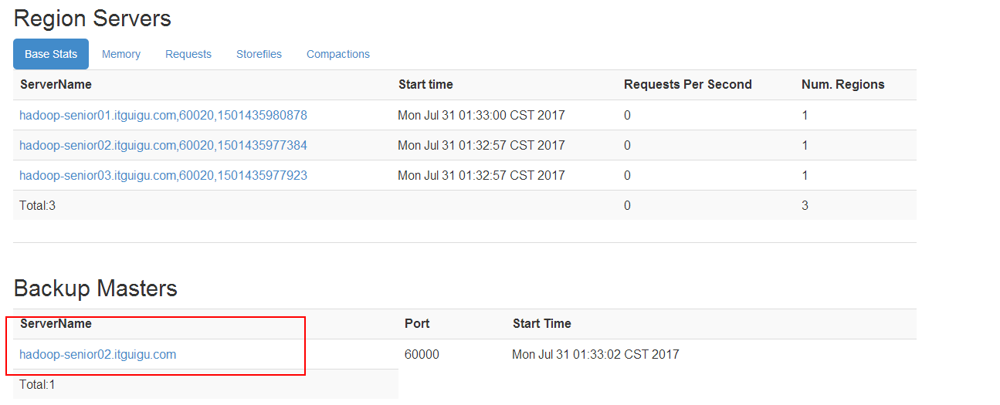 Region Servers
Base Stats Memory Requests Storefiles Compactions
ServerName Start time Requests Per Second Num. Regions
hadoop-senior01.itguigu.com,60020,1501435980878 Mon Jul 31 01:33:00 CST 2017 0 1
hadoop-senior02.itguigu.com,60020,1501435977384 Mon Jul 31 01:32:57 CST 2017 0 1
hadoop-senior03.itguigu.com,60020,1501435977923 Mon Jul 31 01:32:57 CST 2017 0 1
Total:3 0 3
Backup Masters
ServerName Port Start Time
hadoop-senior02.itguigu.com 60000 Mon Jul 31 01:33:02 CST 2017
Total:1